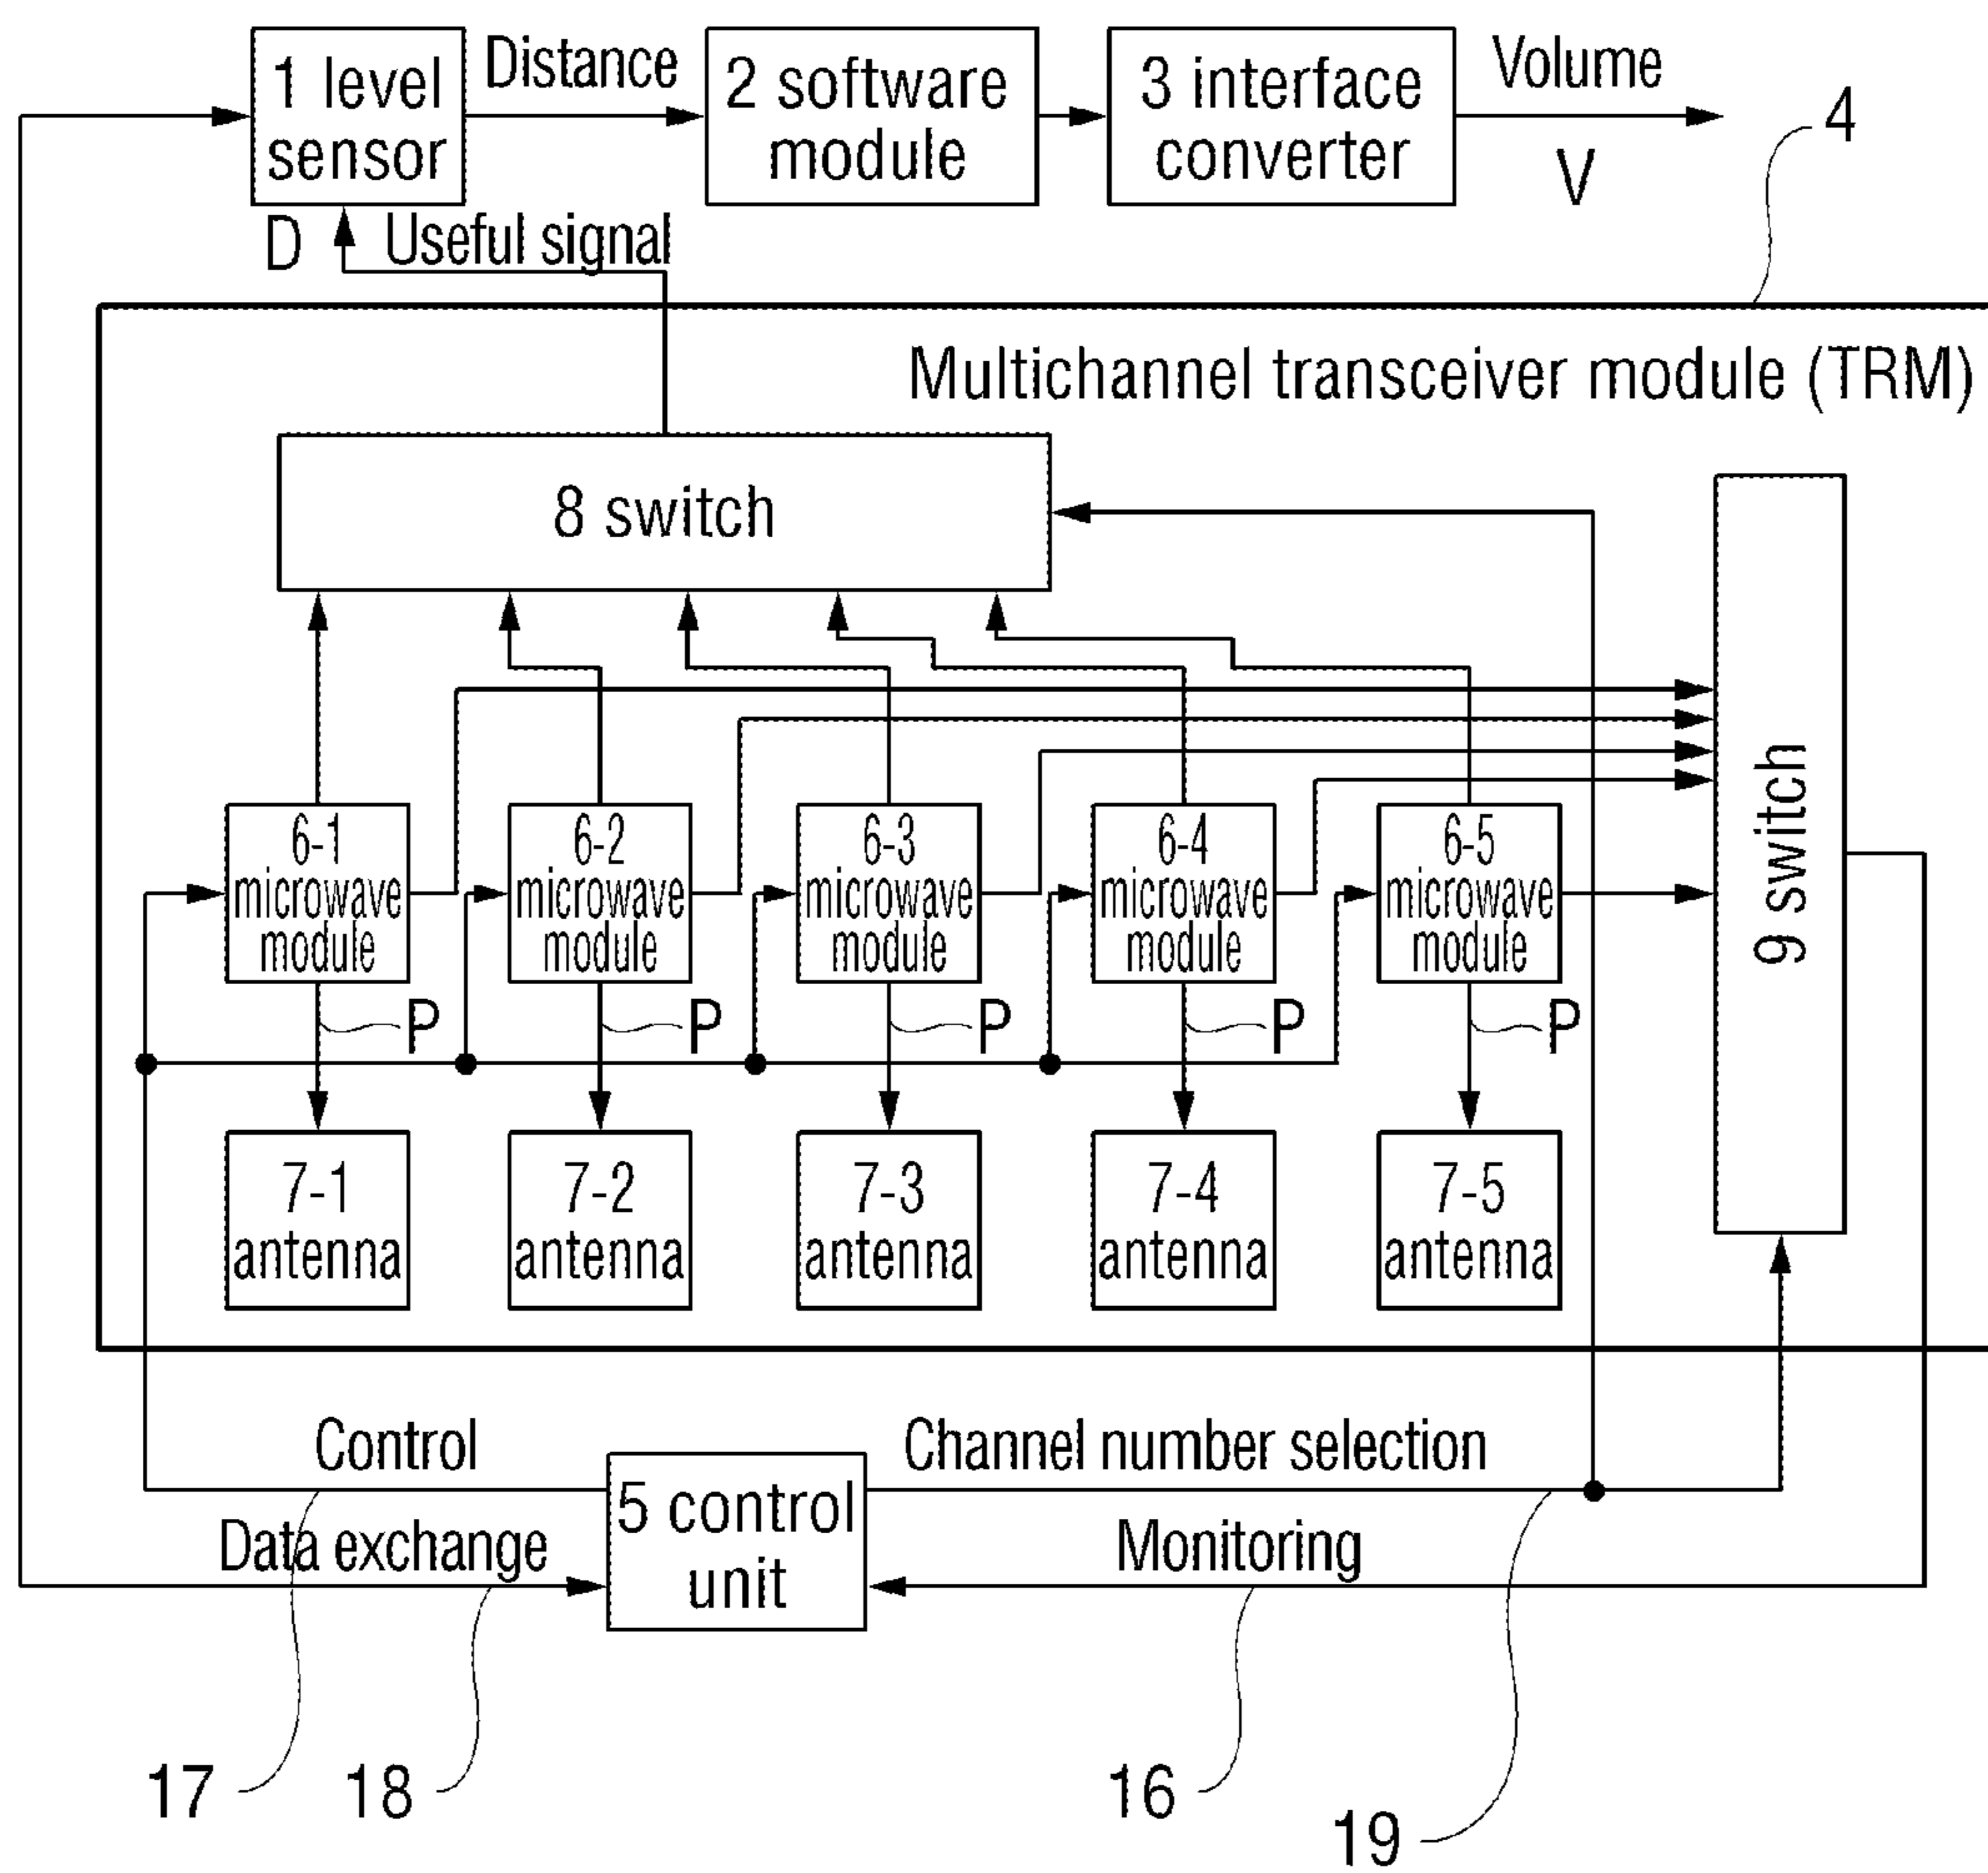 1 level
sensor
Distance
2 software
module
3 interface
converter
Volume
V
4
D
Useful signal
Multichannel transceiver module (TRM)
8 switch
9 switch
6-1
microwave
module
6-2
microwave
module
6-3
microwave
module
6-4
microwave
module
6-5
microwave
module
P
P
P
P
P
7-1
antenna
7-2
antenna
7-3
antenna
7-4
antenna
7-5
antenna
Control
Channel number selection
5 control
unit
Data exchange
Monitoring
17
18
16
19